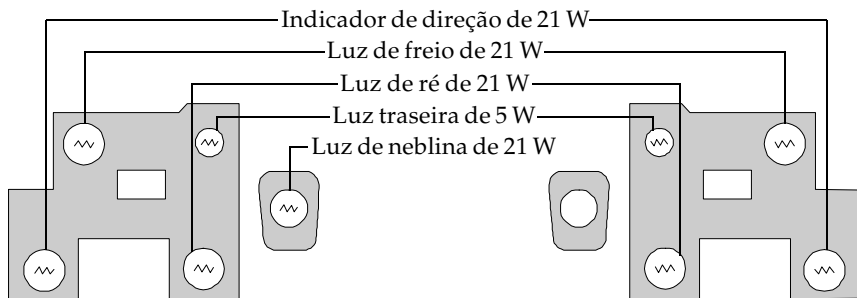 Indicador de direção de 21 W
Luz de freio de 21 W
Luz de ré de 21 W
Luz traseira de 5 W
Luz de neblina de 21 W